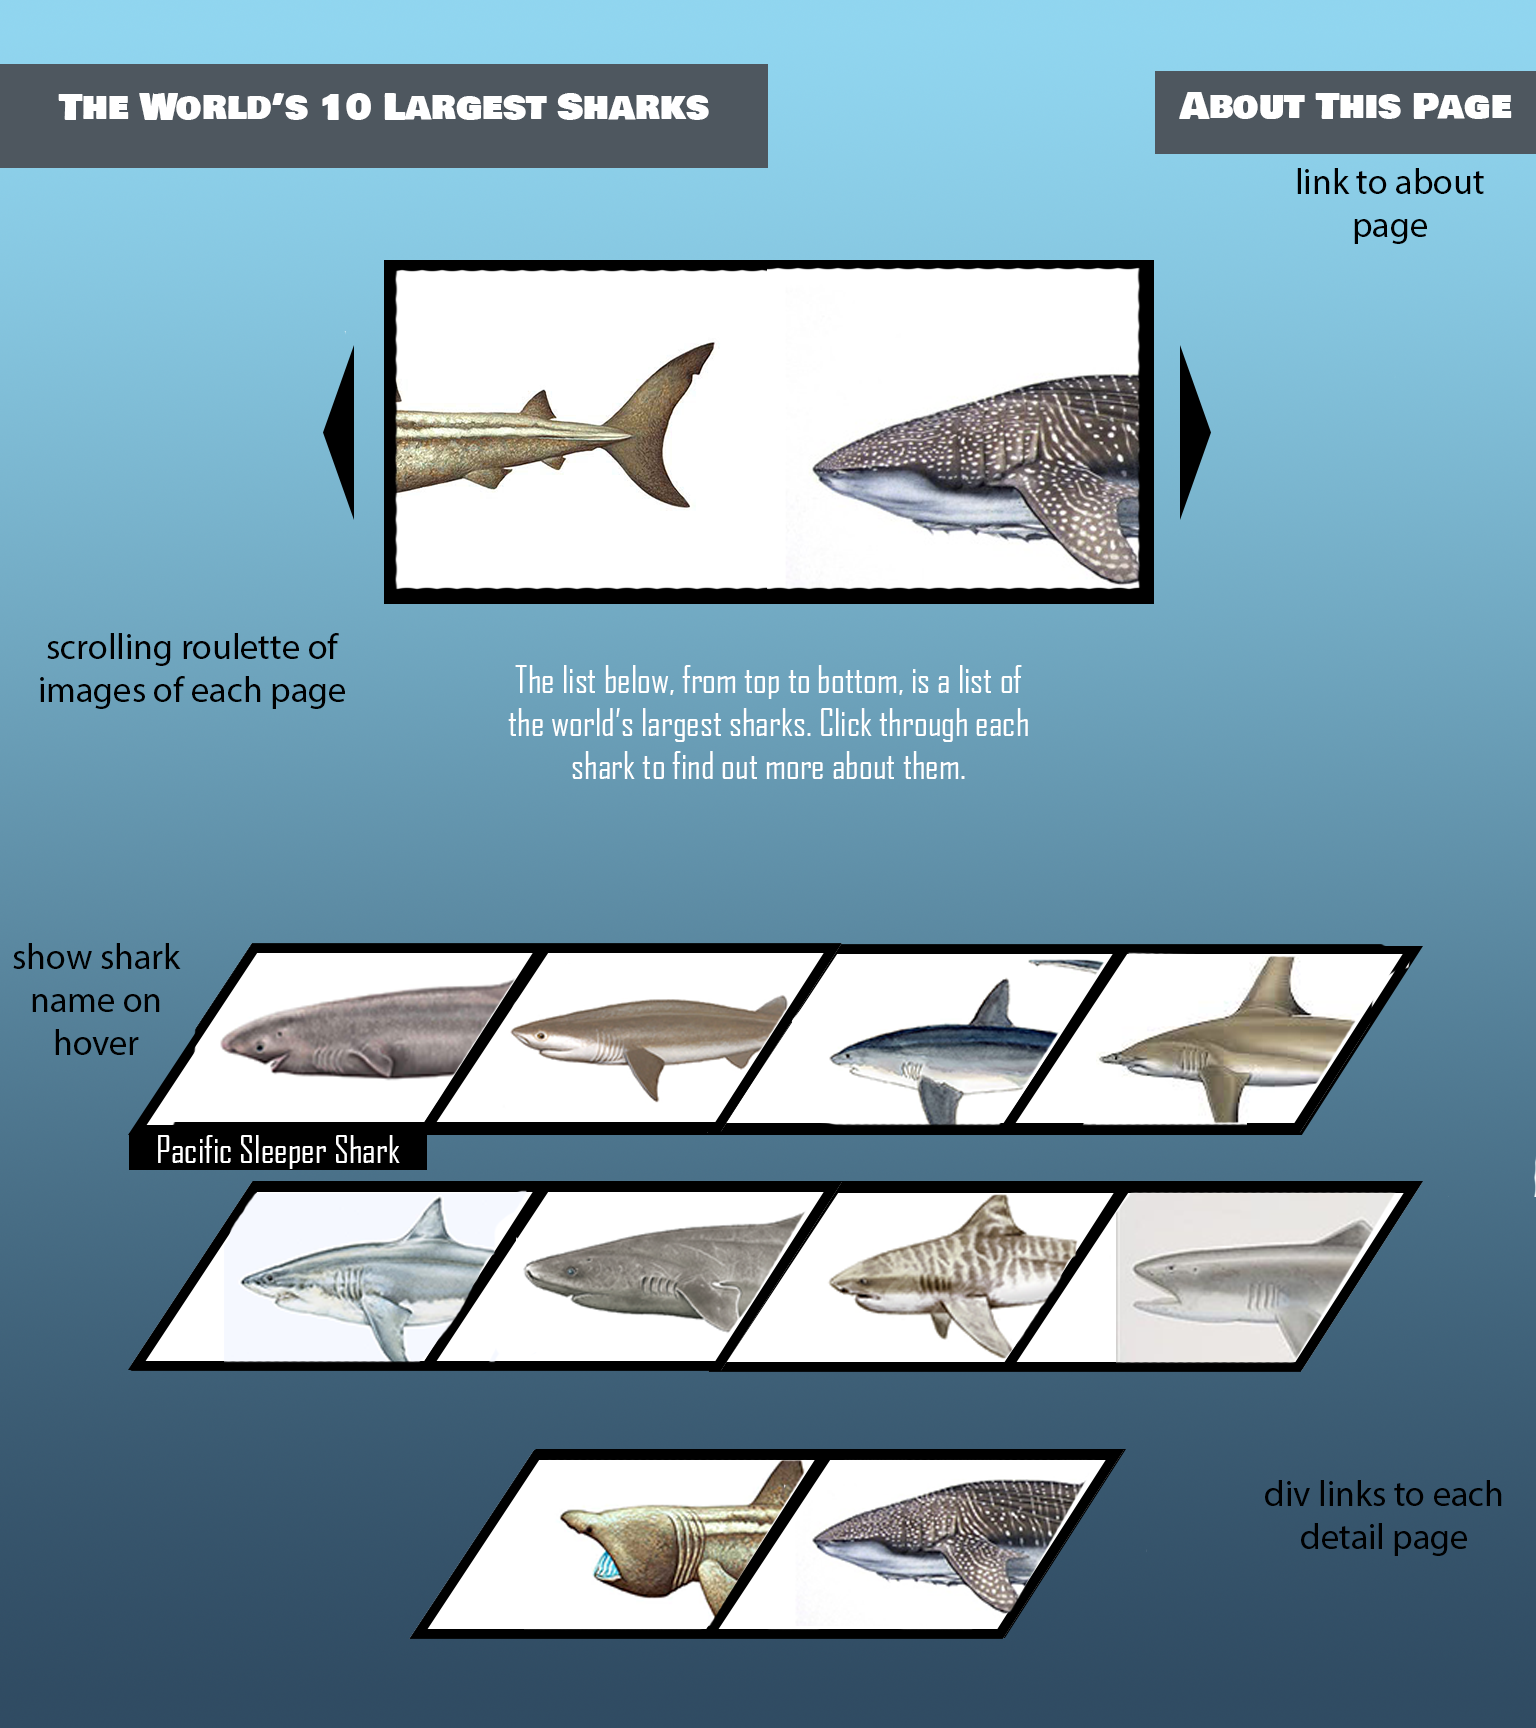 The World's 10 Largest Sharks
About This Page
link to about
page
scrolling roulette of
images of each page
The list below, from top to bottom, is a list of
the world's largest sharks. Click through each
shark to find out more about them.
show shark
name on
hover
Pacific Sleeper Shark
div links to each
detail page